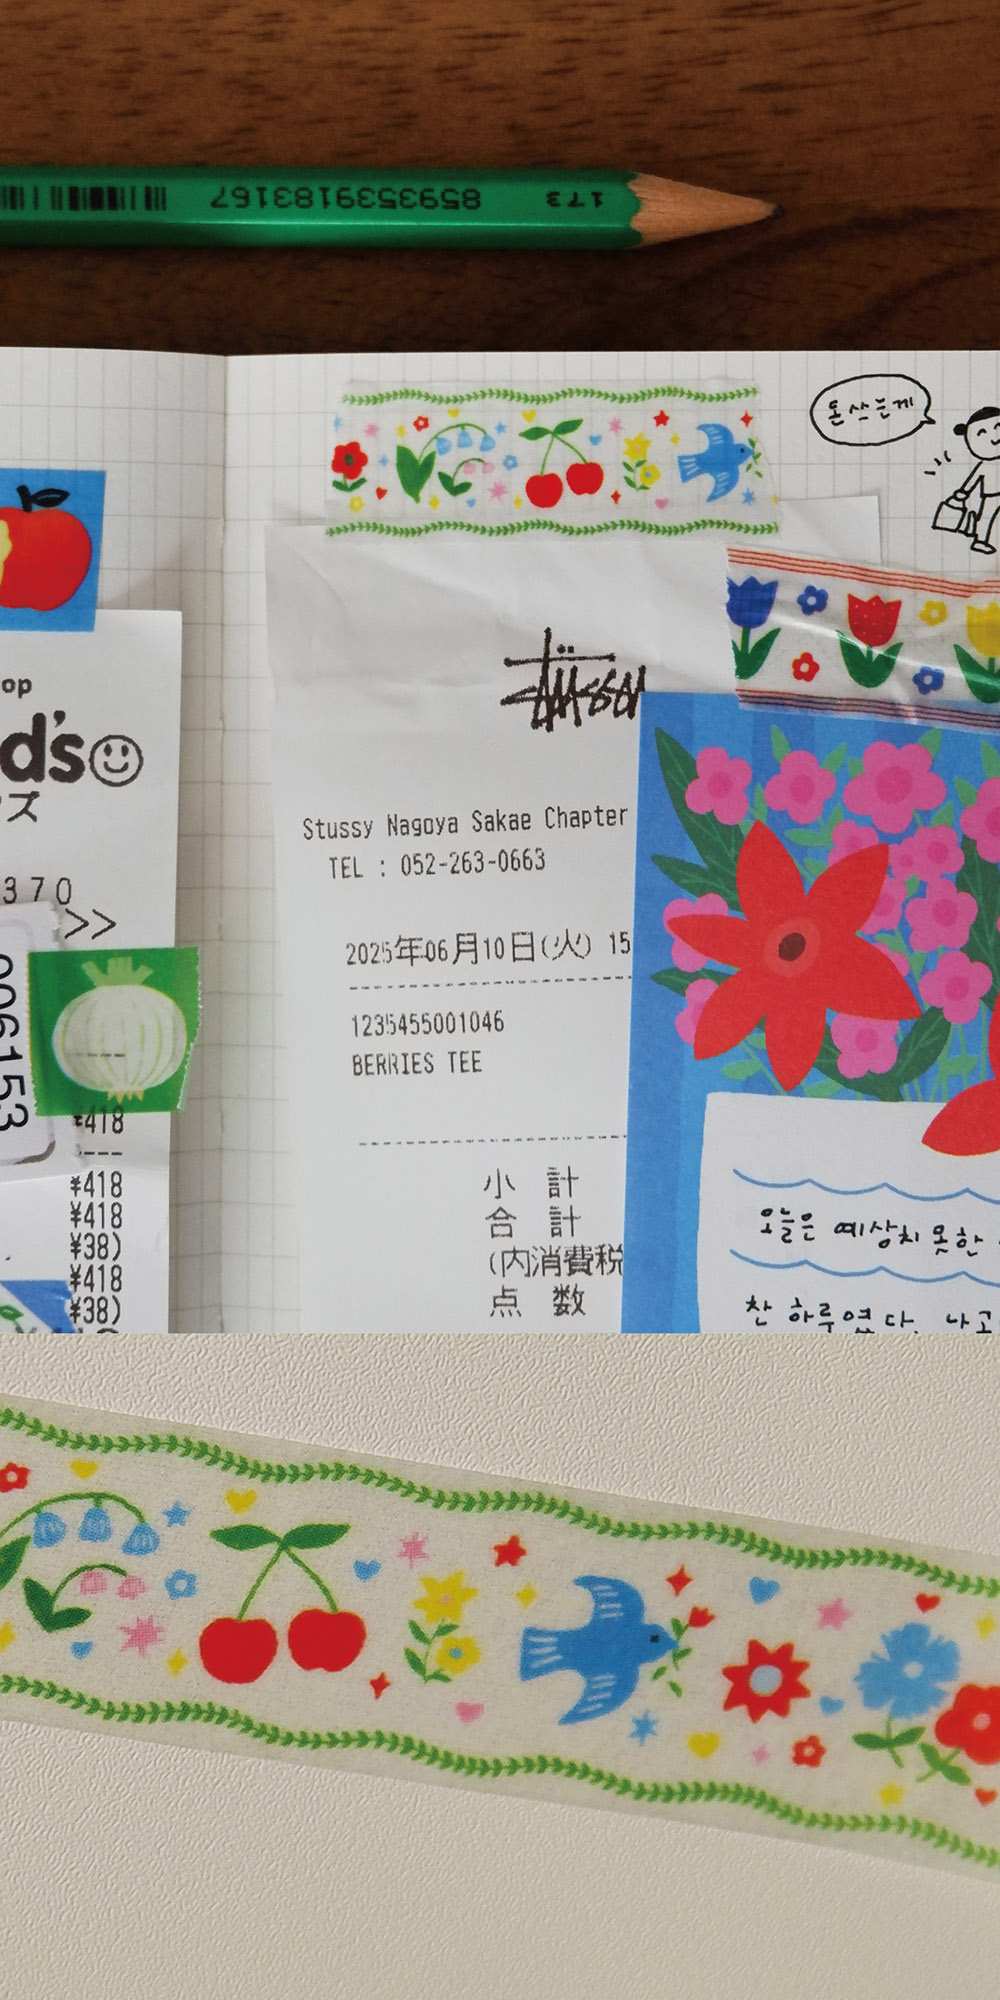 8593539183167 1T3
돈 쓰는게
op
d's
ズ
370
>>
006153
¥418
¥418
¥418
¥38)
¥418
¥38)
Stussy Nagoya Sakae Chapter
TEL : 052-263-0663
2025年06月10日(火) 15
1235455001046
BERRIES TEE
小 計
合 計
(内消費税
点 数
오늘은 예상치 못한
찬 하루였다. 나고